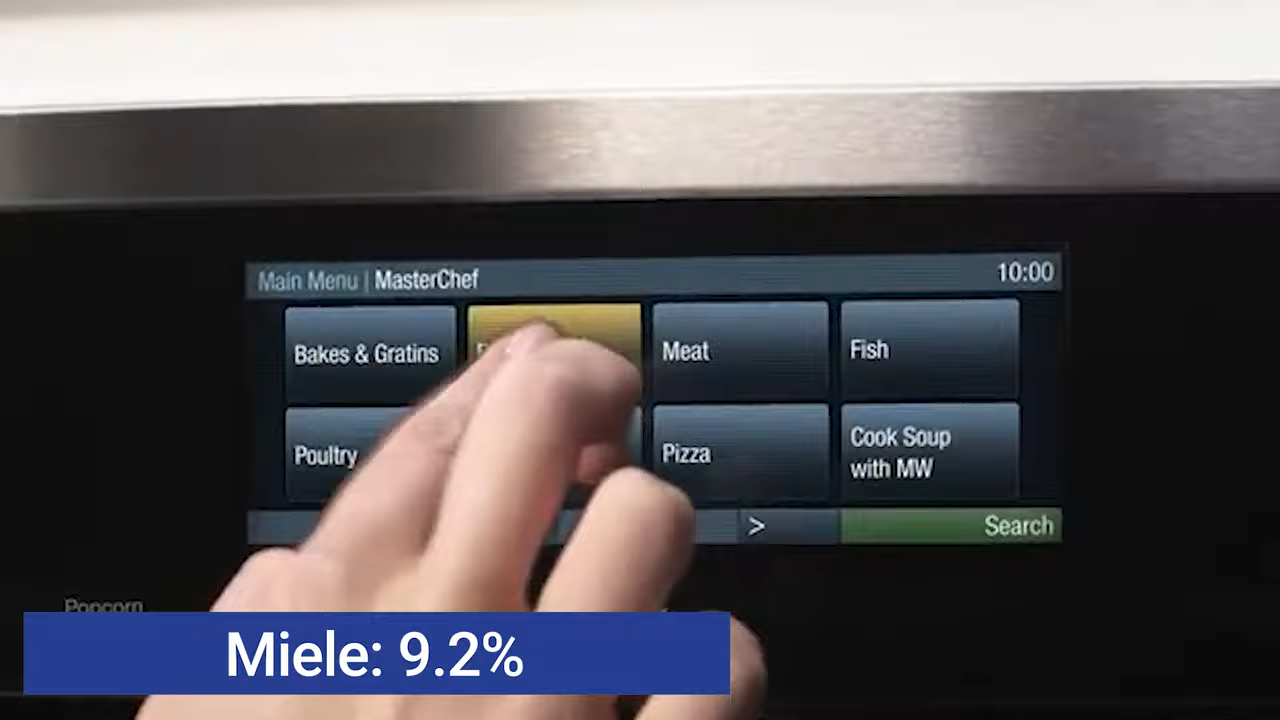 Main Menu | MasterChef
10:00
Bakes & Gratins
Meat
Fish
Poultry
Pizza
Cook Soup
with MW
>
Search
Popcorn
Miele: 9.2%